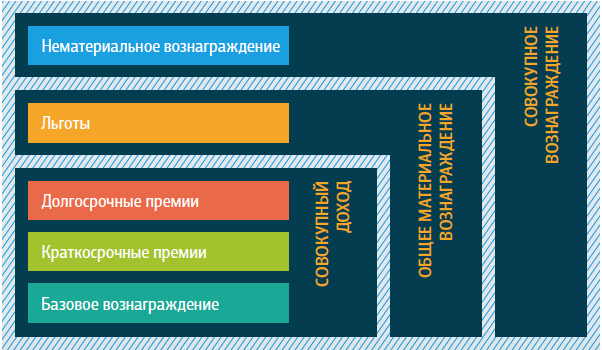 Нематериальное вознаграждение
СОВОКУПНОЕ
ВОЗНАГРАЖДЕНИЕ
Льготы
ОБЩЕЕ МАТЕРИАЛЬНОЕ
ВОЗНАГРАЖДЕНИЕ
Долгосрочные премии
СОВОКУПНЫЙ
ДОХОД
Краткосрочные премии
Базовое вознаграждение